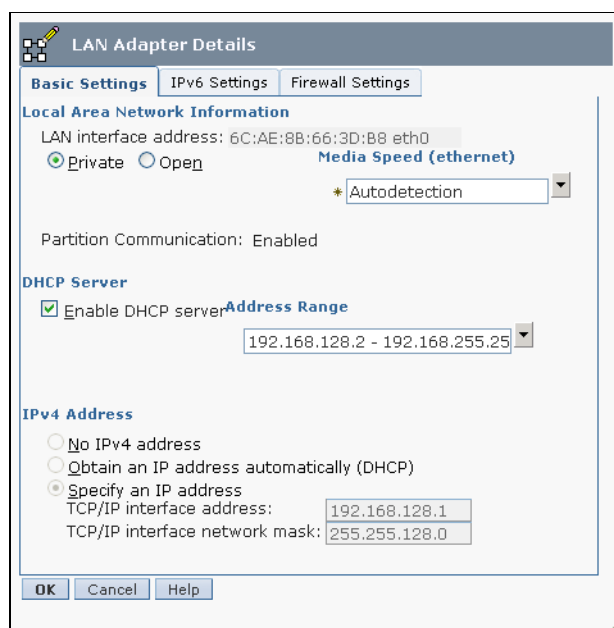 LAN Adapter Details
Basic Settings IPv6 Settings Firewall Settings
Local Area Network Information
LAN interface address: 6C:AE:8B:66:3D:B8 eth0
Private Open Media Speed (ethernet)
* Autodetection
Partition Communication: Enabled
DHCP Server
Enable DHCP server Address Range
192.168.128.2 - 192.168.255.25
IPv4 Address
No IPv4 address
Obtain an IP address automatically (DHCP)
Specify an IP address
TCP/IP interface address: 192.168.128.1
TCP/IP interface network mask: 255.255.128.0
OK Cancel Help